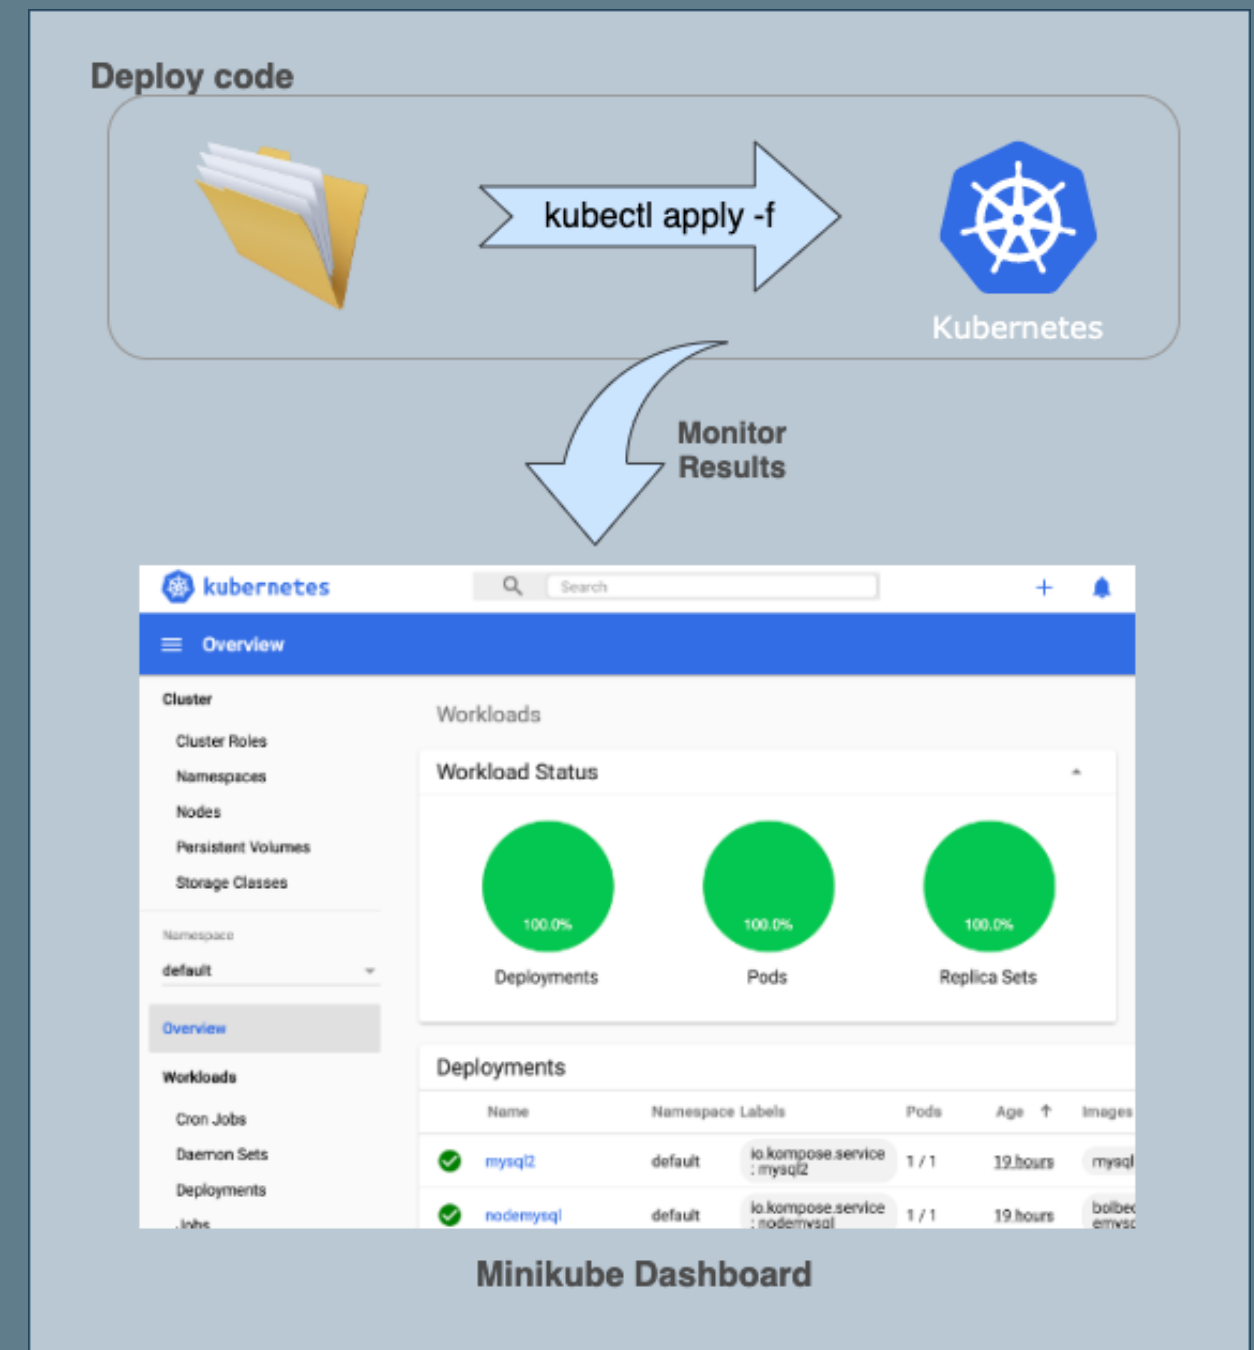 Deploy code
kubectl apply -f
Kubernetes
Monitor
Results
kubernetes
Search
Overview
Cluster
Cluster Roles
Namespaces
Nodes
Persistent Volumes
Storage Classes
Namespace
default
Overview
Workloads
Cron Jobs
Daemon Sets
Deployments
Jobs
Workloads
Workload Status
100.0% 100.0% 100.0%
Deployments Pods Replica Sets
Deployments
Name Namespace Labels Pods Age Images
mysql2 default io.kompose.service : mysql2 1 / 1 19 hours mysql
nodemysql default io.kompose.service : nodemysql 1 / 1 19 hours
Minikube Dashboard